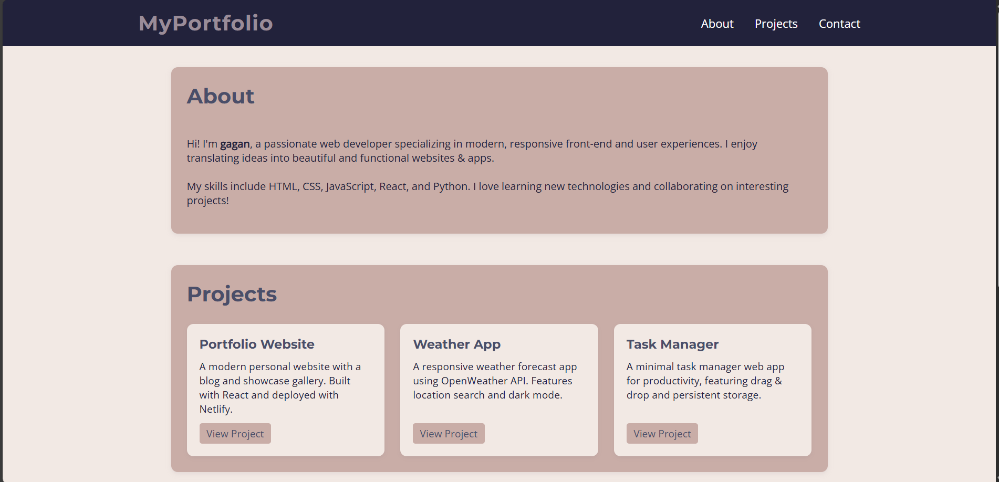 MyPortfolio
About Projects Contact
About
Hi! I'm gagan, a passionate web developer specializing in modern, responsive front-end and user experiences. I enjoy
translating ideas into beautiful and functional websites & apps.
My skills include HTML, CSS, JavaScript, React, and Python. I love learning new technologies and collaborating on interesting
projects!
Projects
Portfolio Website
A modern personal website with a
blog and showcase gallery. Built
with React and deployed with
Netlify.
View Project
Weather App
A responsive weather forecast app
using OpenWeather API. Features
location search and dark mode.
View Project
Task Manager
A minimal task manager web app
for productivity, featuring drag &
drop and persistent storage.
View Project